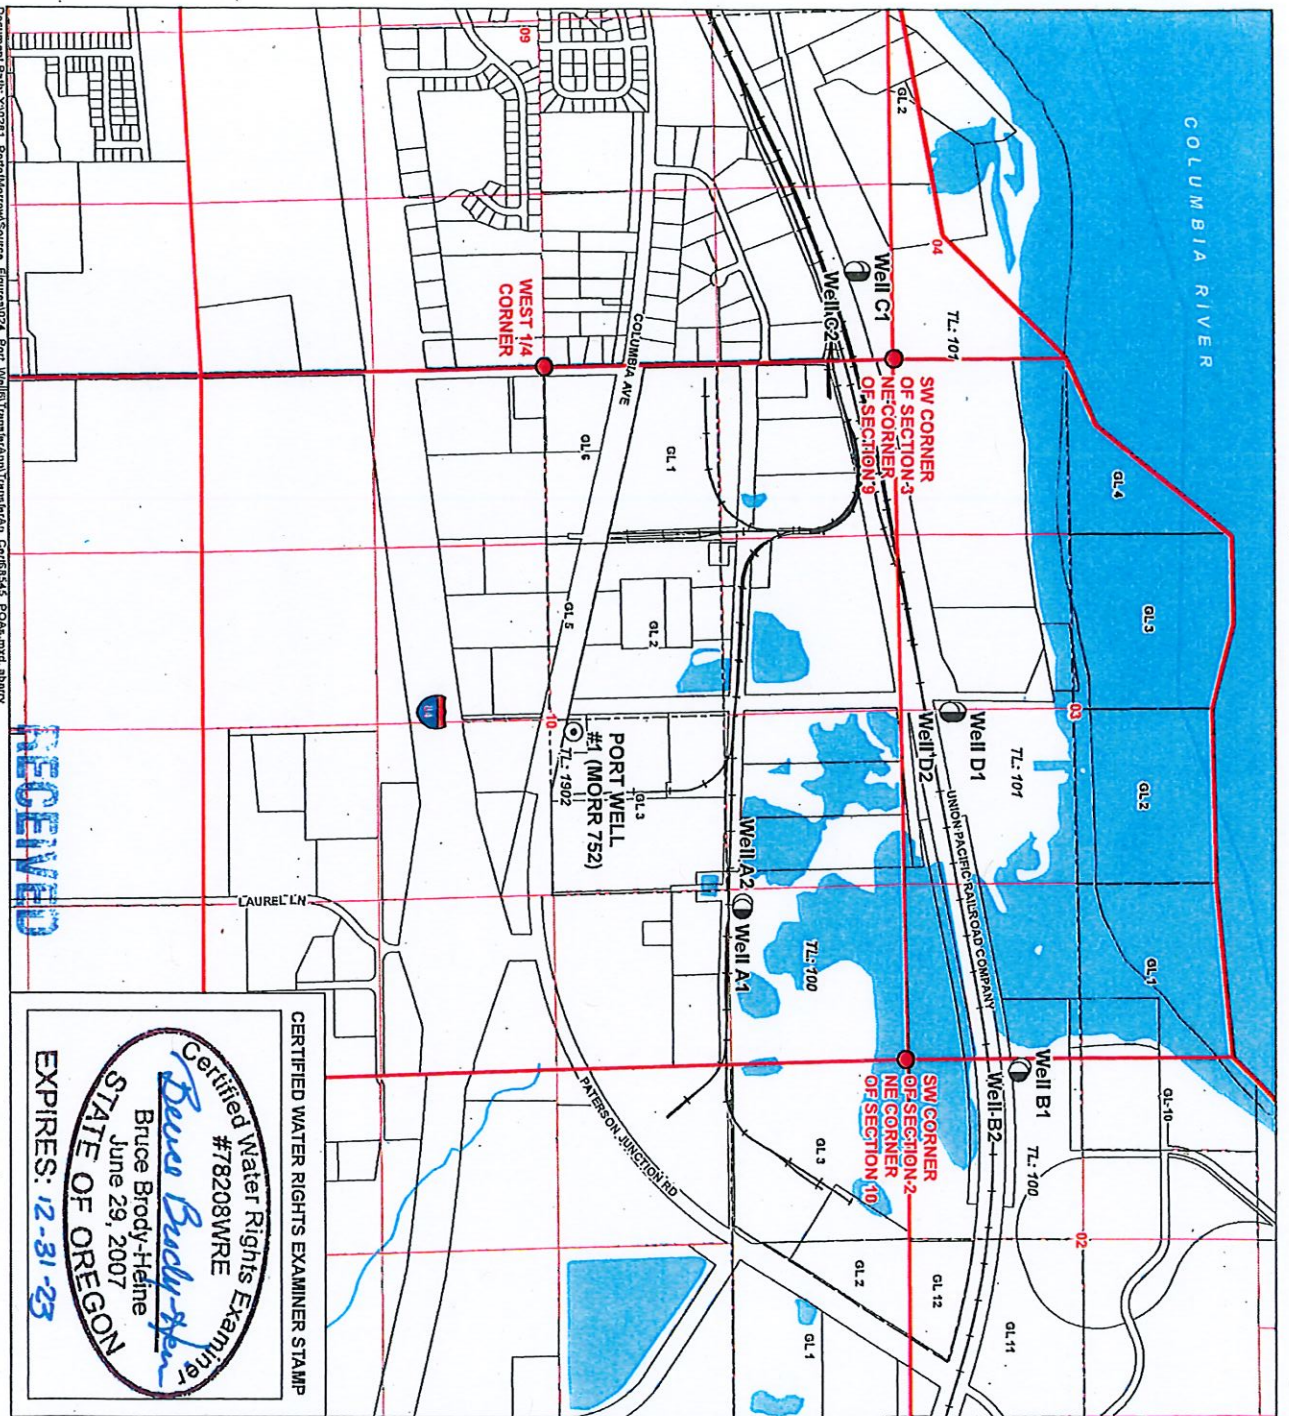 COLUMBIA RIVER
GL 2
04
TL: 101
Well C1
Well C2
SW CORNER
OF SECTION 3
NE CORNER
OF SECTION 9
09
WEST 1/4
CORNER
COLUMBIA AVE
GL 4
GL 3
GL 2
GL 1
GL 6
GL 1
GL 5
GL 2
03
Well D1
Well D2
TL: 101
UNION PACIFIC RAILROAD COMPANY
84
10
PORT WELL
#1 (MORR 752)
TL: 1902
GL 3
Well A2
Well A1
TL: 100
LAUREL LN
Well B1
Well B2
TL: 100
SW CORNER
OF SECTION 2
NE CORNER
OF SECTION 10
GL 10
02
GL 3
GL 2
GL 12
GL 11
GL 1
PATERSON JUNCTION RD
RECEIVED
CERTIFIED WATER RIGHTS EXAMINER STAMP
Certified Water Rights Examiner
#78208WRE
Bruce Brody-Heine
Bruce Brody-Heine
June 29, 2007
STATE OF OREGON
EXPIRES: 12-31-23